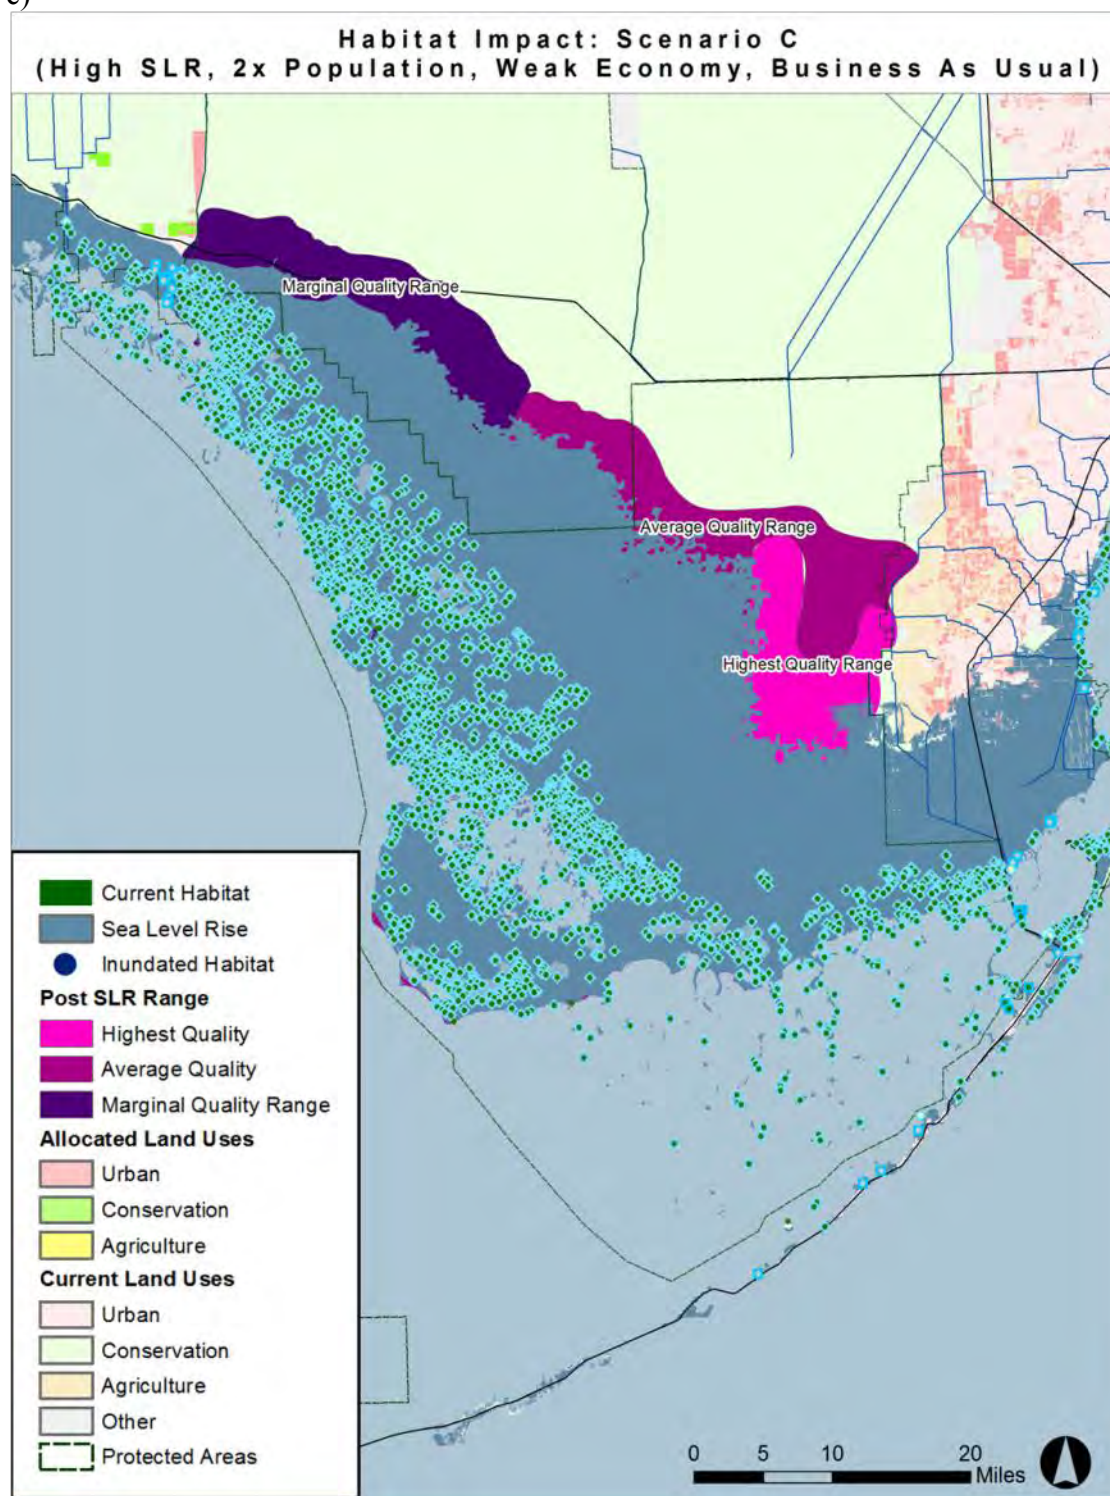 c)
Habitat Impact: Scenario C
(High SLR, 2x Population, Weak Economy, Business As Usual)
Marginal Quality Range
Average Quality Range
Highest Quality Range
Current Habitat
Sea Level Rise
Inundated Habitat
Post SLR Range
Highest Quality
Average Quality
Marginal Quality Range
Allocated Land Uses
Urban
Conservation
Agriculture
Current Land Uses
Urban
Conservation
Agriculture
Other
Protected Areas
0 5 10 20
Miles